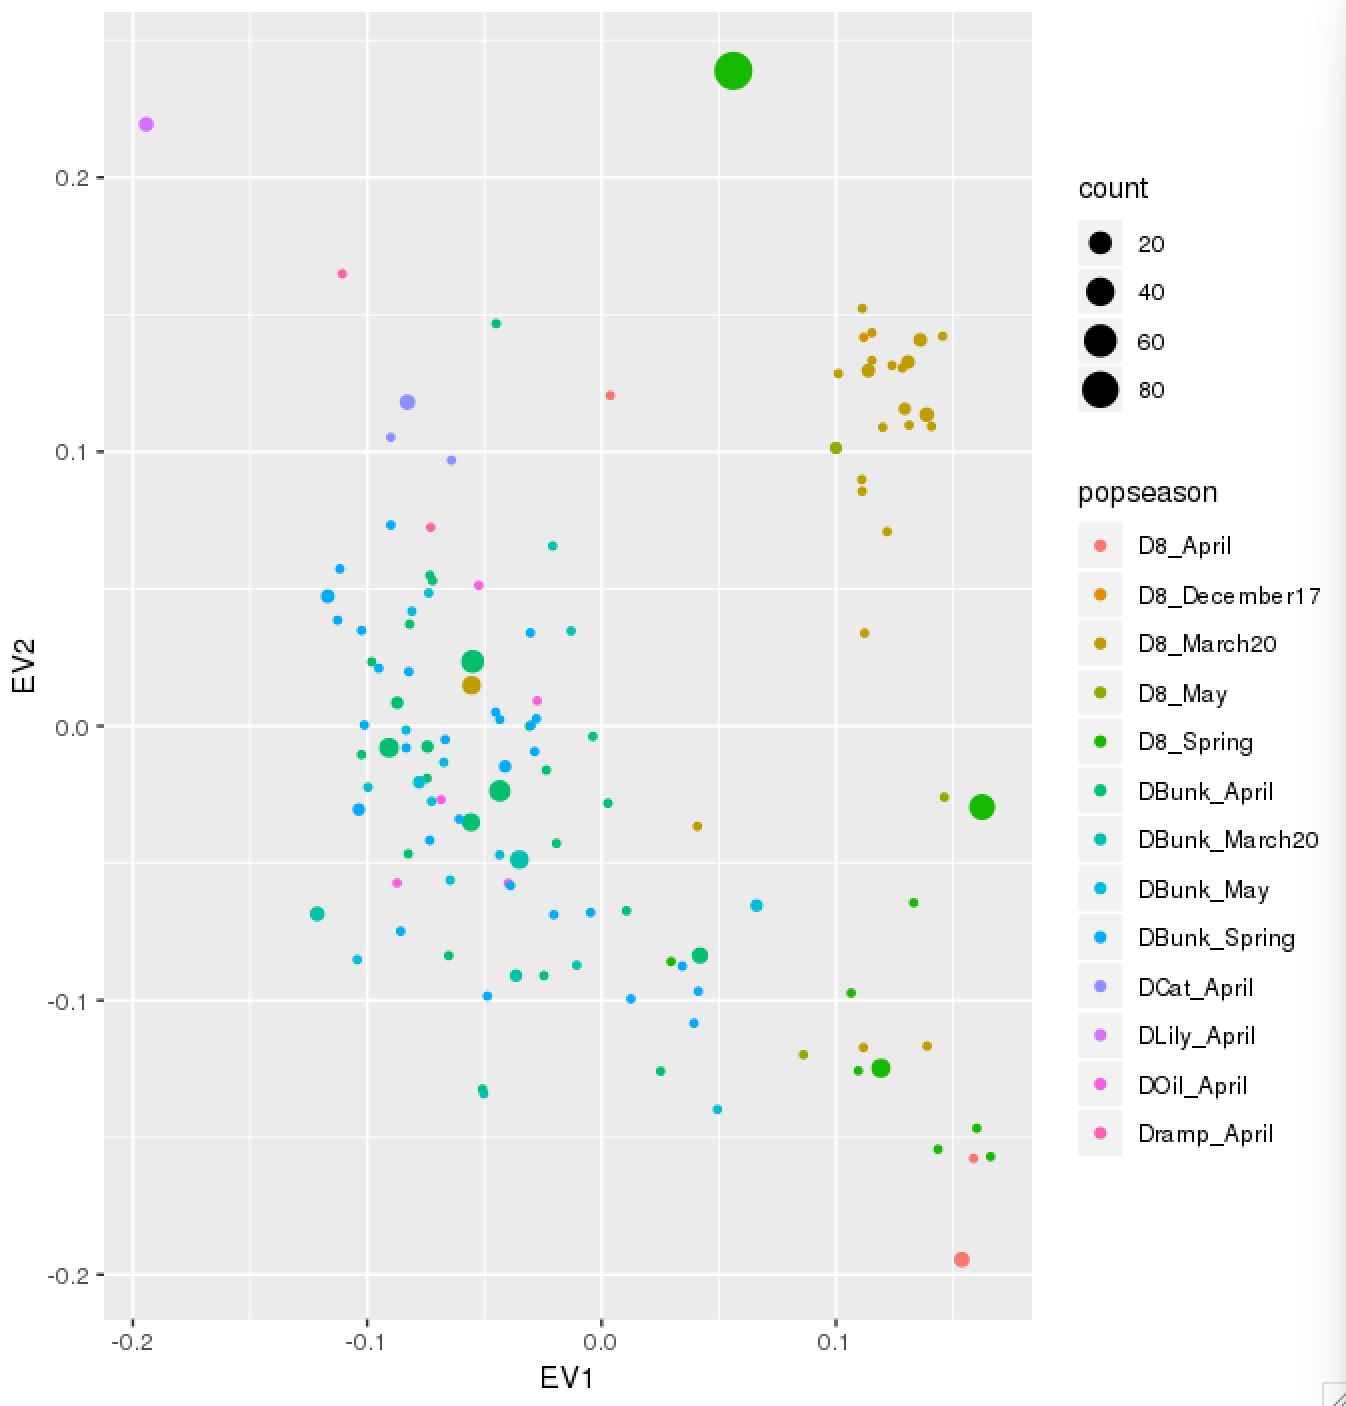 0.2
0.1
0.0
-0.1
-0.2
EV2
-0.2
-0.1
0.0
0.1
EV1
count
20
40
60
80
popseason
D8_April
D8_December17
D8_March20
D8_May
D8_Spring
DBunk_April
DBunk_March20
DBunk_May
DBunk_Spring
DCat_April
DLily_April
DOil_April
Dramp_April